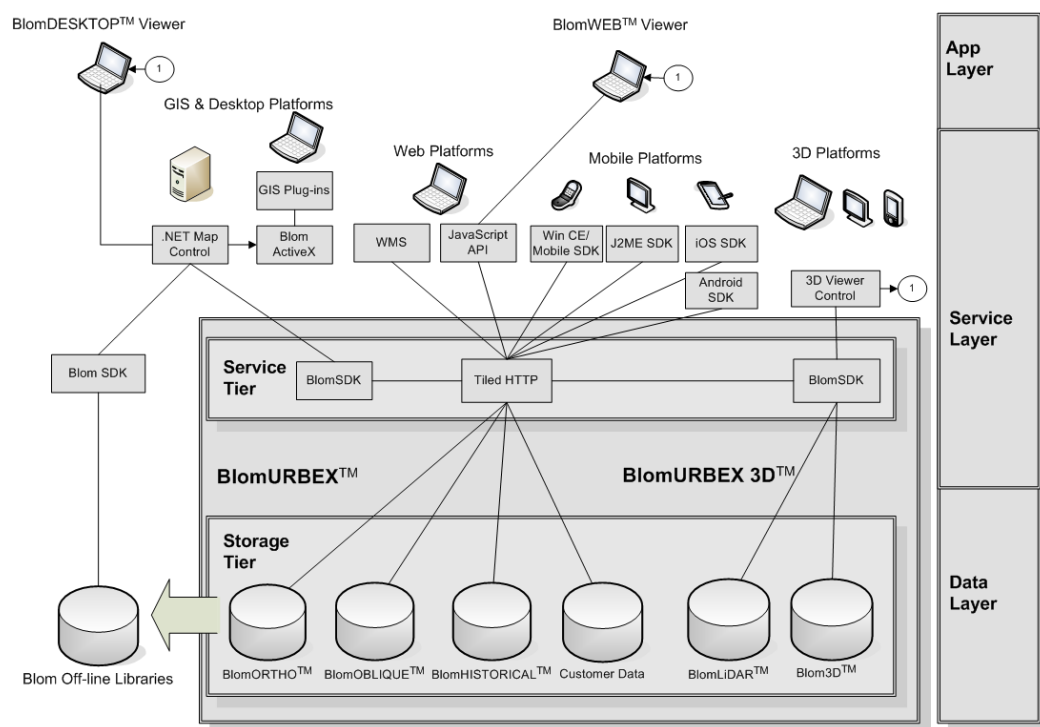 BlomDESKTOP™ Viewer
BlomWEB™ Viewer
App
Layer
1
1
GIS & Desktop Platforms
Web Platforms
Mobile Platforms
3D Platforms
GIS Plug-ins
.NET Map
Control
Blom
ActiveX
WMS
JavaScript
API
Win CE/
Mobile SDK
J2ME SDK
iOS SDK
Android
SDK
3D Viewer
Control
1
Service
Layer
Blom SDK
Service
Tier
BlomSDK
Tiled HTTP
BlomSDK
BlomURBEX™
BlomURBEX 3D™
Storage
Tier
Data
Layer
BlomORTHO™
BlomOBLIQUE™
BlomHISTORICAL™
Customer Data
BlomLiDAR™
Blom3D™
Blom Off-line Libraries